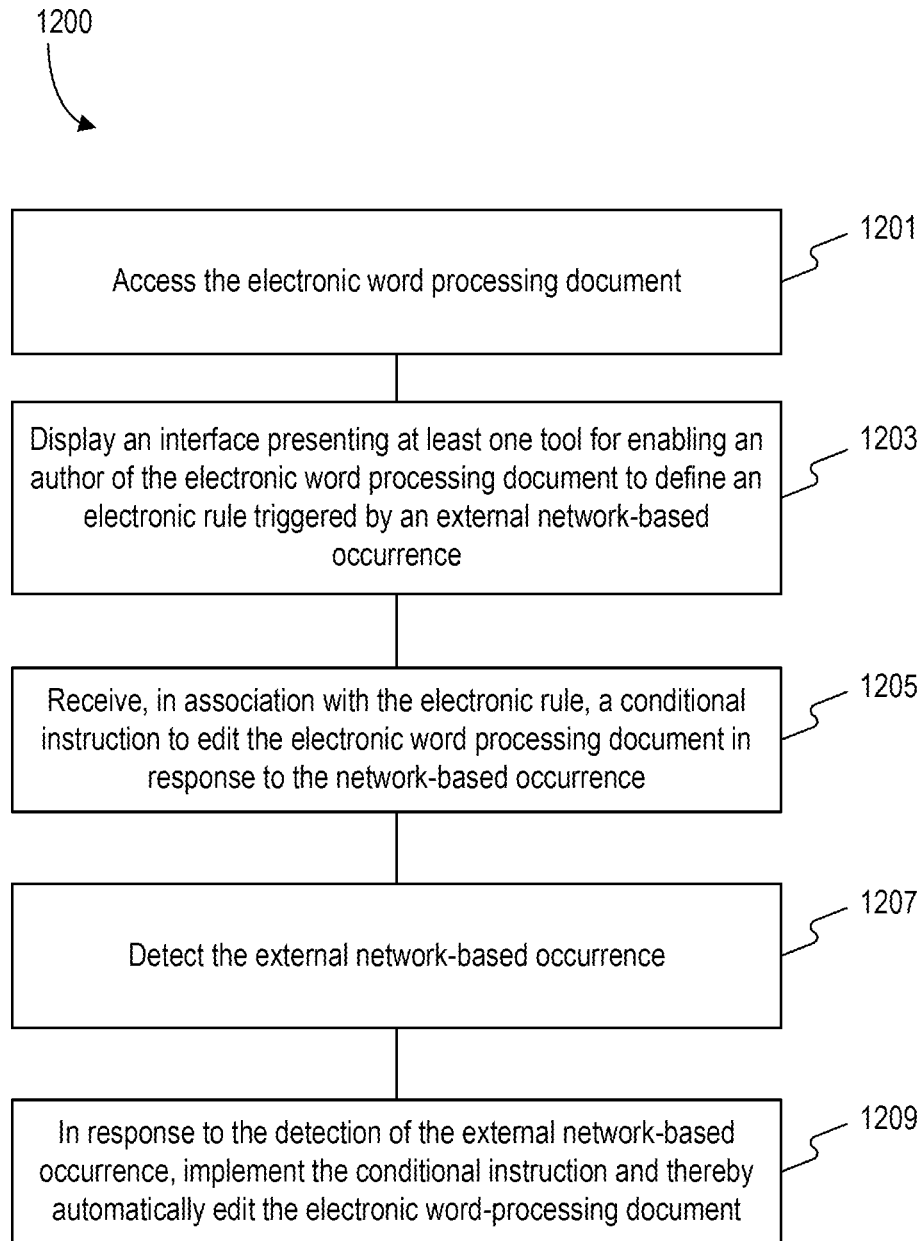 1200
Access the electronic word processing document
1201
Display an interface presenting at least one tool for enabling an
author of the electronic word processing document to define an
electronic rule triggered by an external network-based
occurrence
1203
Receive, in association with the electronic rule, a conditional
instruction to edit the electronic word processing document in
response to the network-based occurrence
1205
Detect the external network-based occurrence
1207
In response to the detection of the external network-based
occurrence, implement the conditional instruction and thereby
automatically edit the electronic word-processing document
1209